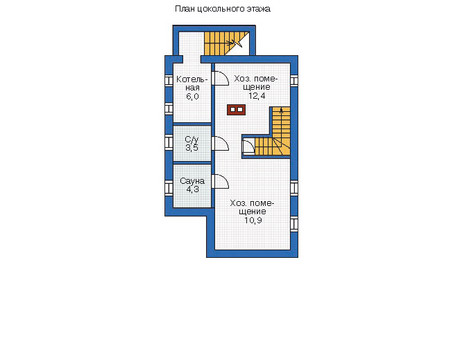 План цокольного этажа
Котель-
ная
6,0
Хоз. поме-
щение
12,4
С/у
3,5
Сауна
4,3
Хоз. поме-
щение
10,9